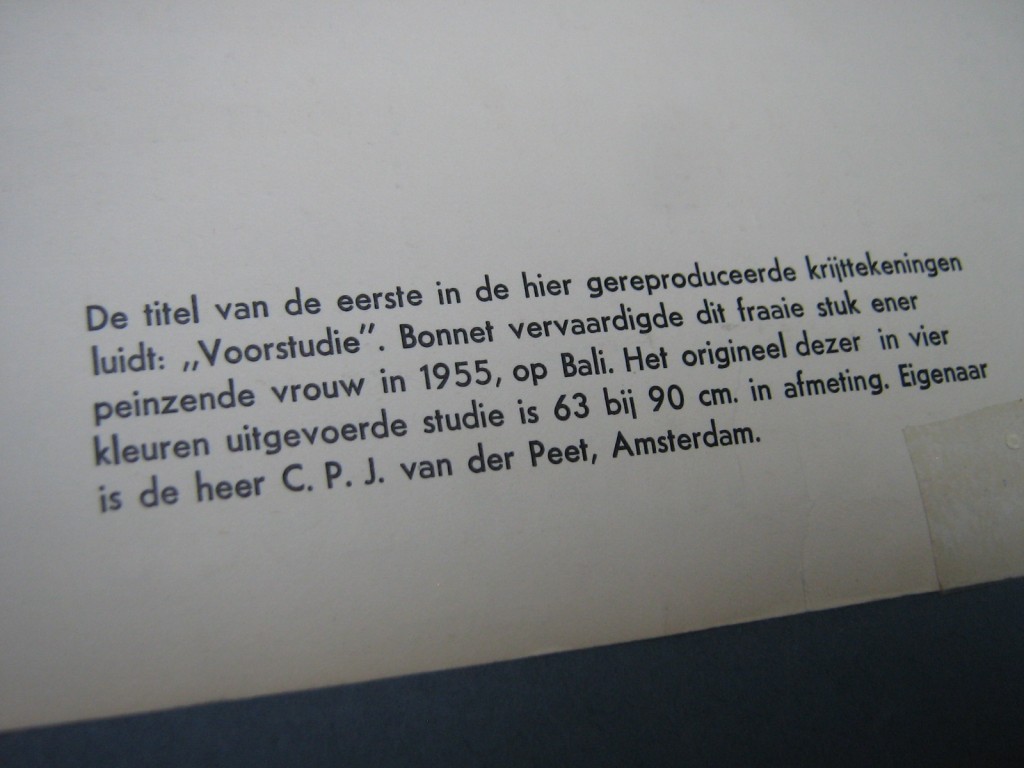 De titel van de eerste in de hier gereproduceerde krijttekeningen
luidt: „Voorstudie”. Bonnet vervaardigde dit fraaie stuk ener
peinzende vrouw in 1955, op Bali. Het origineel dezer in vier
kleuren uitgevoerde studie is 63 bij 90 cm. in afmeting. Eigenaar
is de heer C. P. J. van der Peet, Amsterdam.